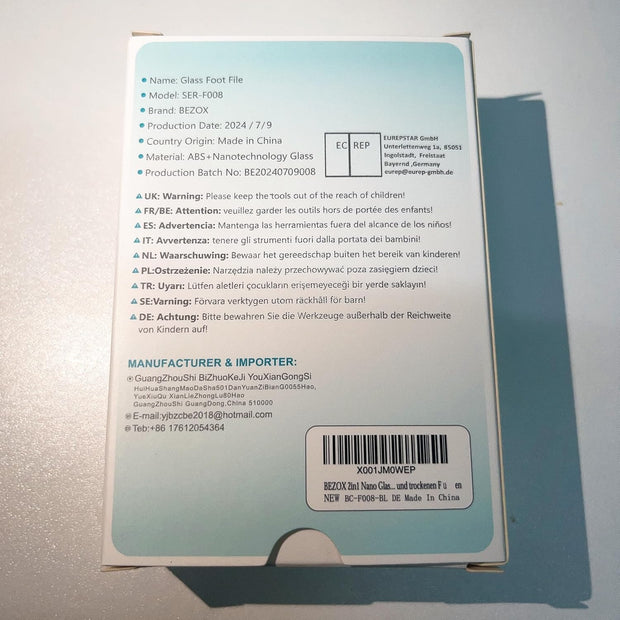 Name: Glass Foot File
Model: SER-F008
Brand: BEZOX
Production Date: 2024 / 7 / 9
Country Origin: Made in China
Material: ABS+Nanotechnology Glass
Production Batch No: BE20240709008
EC REP
EUREPSTAR GmbH
Unterlettenweg 1a, 85051
Ingolstadt, Freistaat
Bayernd ,Germany
eurep@eurep-gmbh.de
UK: Warning: Please keep the tools out of the reach of children!
FR/BE: Attention: veuillez garder les outils hors de portée des enfants!
ES: Advertencia: Mantenga las herramientas fuera del alcance de los niños!
IT: Avvertenza: tenere gli strumenti fuori dalla portata dei bambini!
NL: Waarschuwing: Bewaar het gereedschap buiten het bereik van kinderen!
PL:Ostrzeżenie: Narzędzia należy przechowywać poza zasięgiem dzieci!
TR: Uyarı: Lütfen aletleri çocukların erişemeyeceği bir yerde saklayın!
SE:Varning: Förvara verktygen utom räckhåll för barn!
DE: Achtung: Bitte bewahren Sie die Werkzeuge außerhalb der Reichweite
von Kindern auf!
MANUFACTURER & IMPORTER:
GuangZhouShi BiZhuoKeJi YouXianGongSi
HuiHuaShangMaoDaSha501DanYuanZiBianQ0055Hao,
YueXiuQu XianLieZhongLu80Hao
GuangZhouShi GuangDong,China 510000
E-mail:yjbzcbe2018@hotmail.com
Teb:+86 17612054364
X001JM0WEP
BEZOX 2in1 Nano Glas... und trockenen F u en
NEW BC-F008-BL DE Made In China